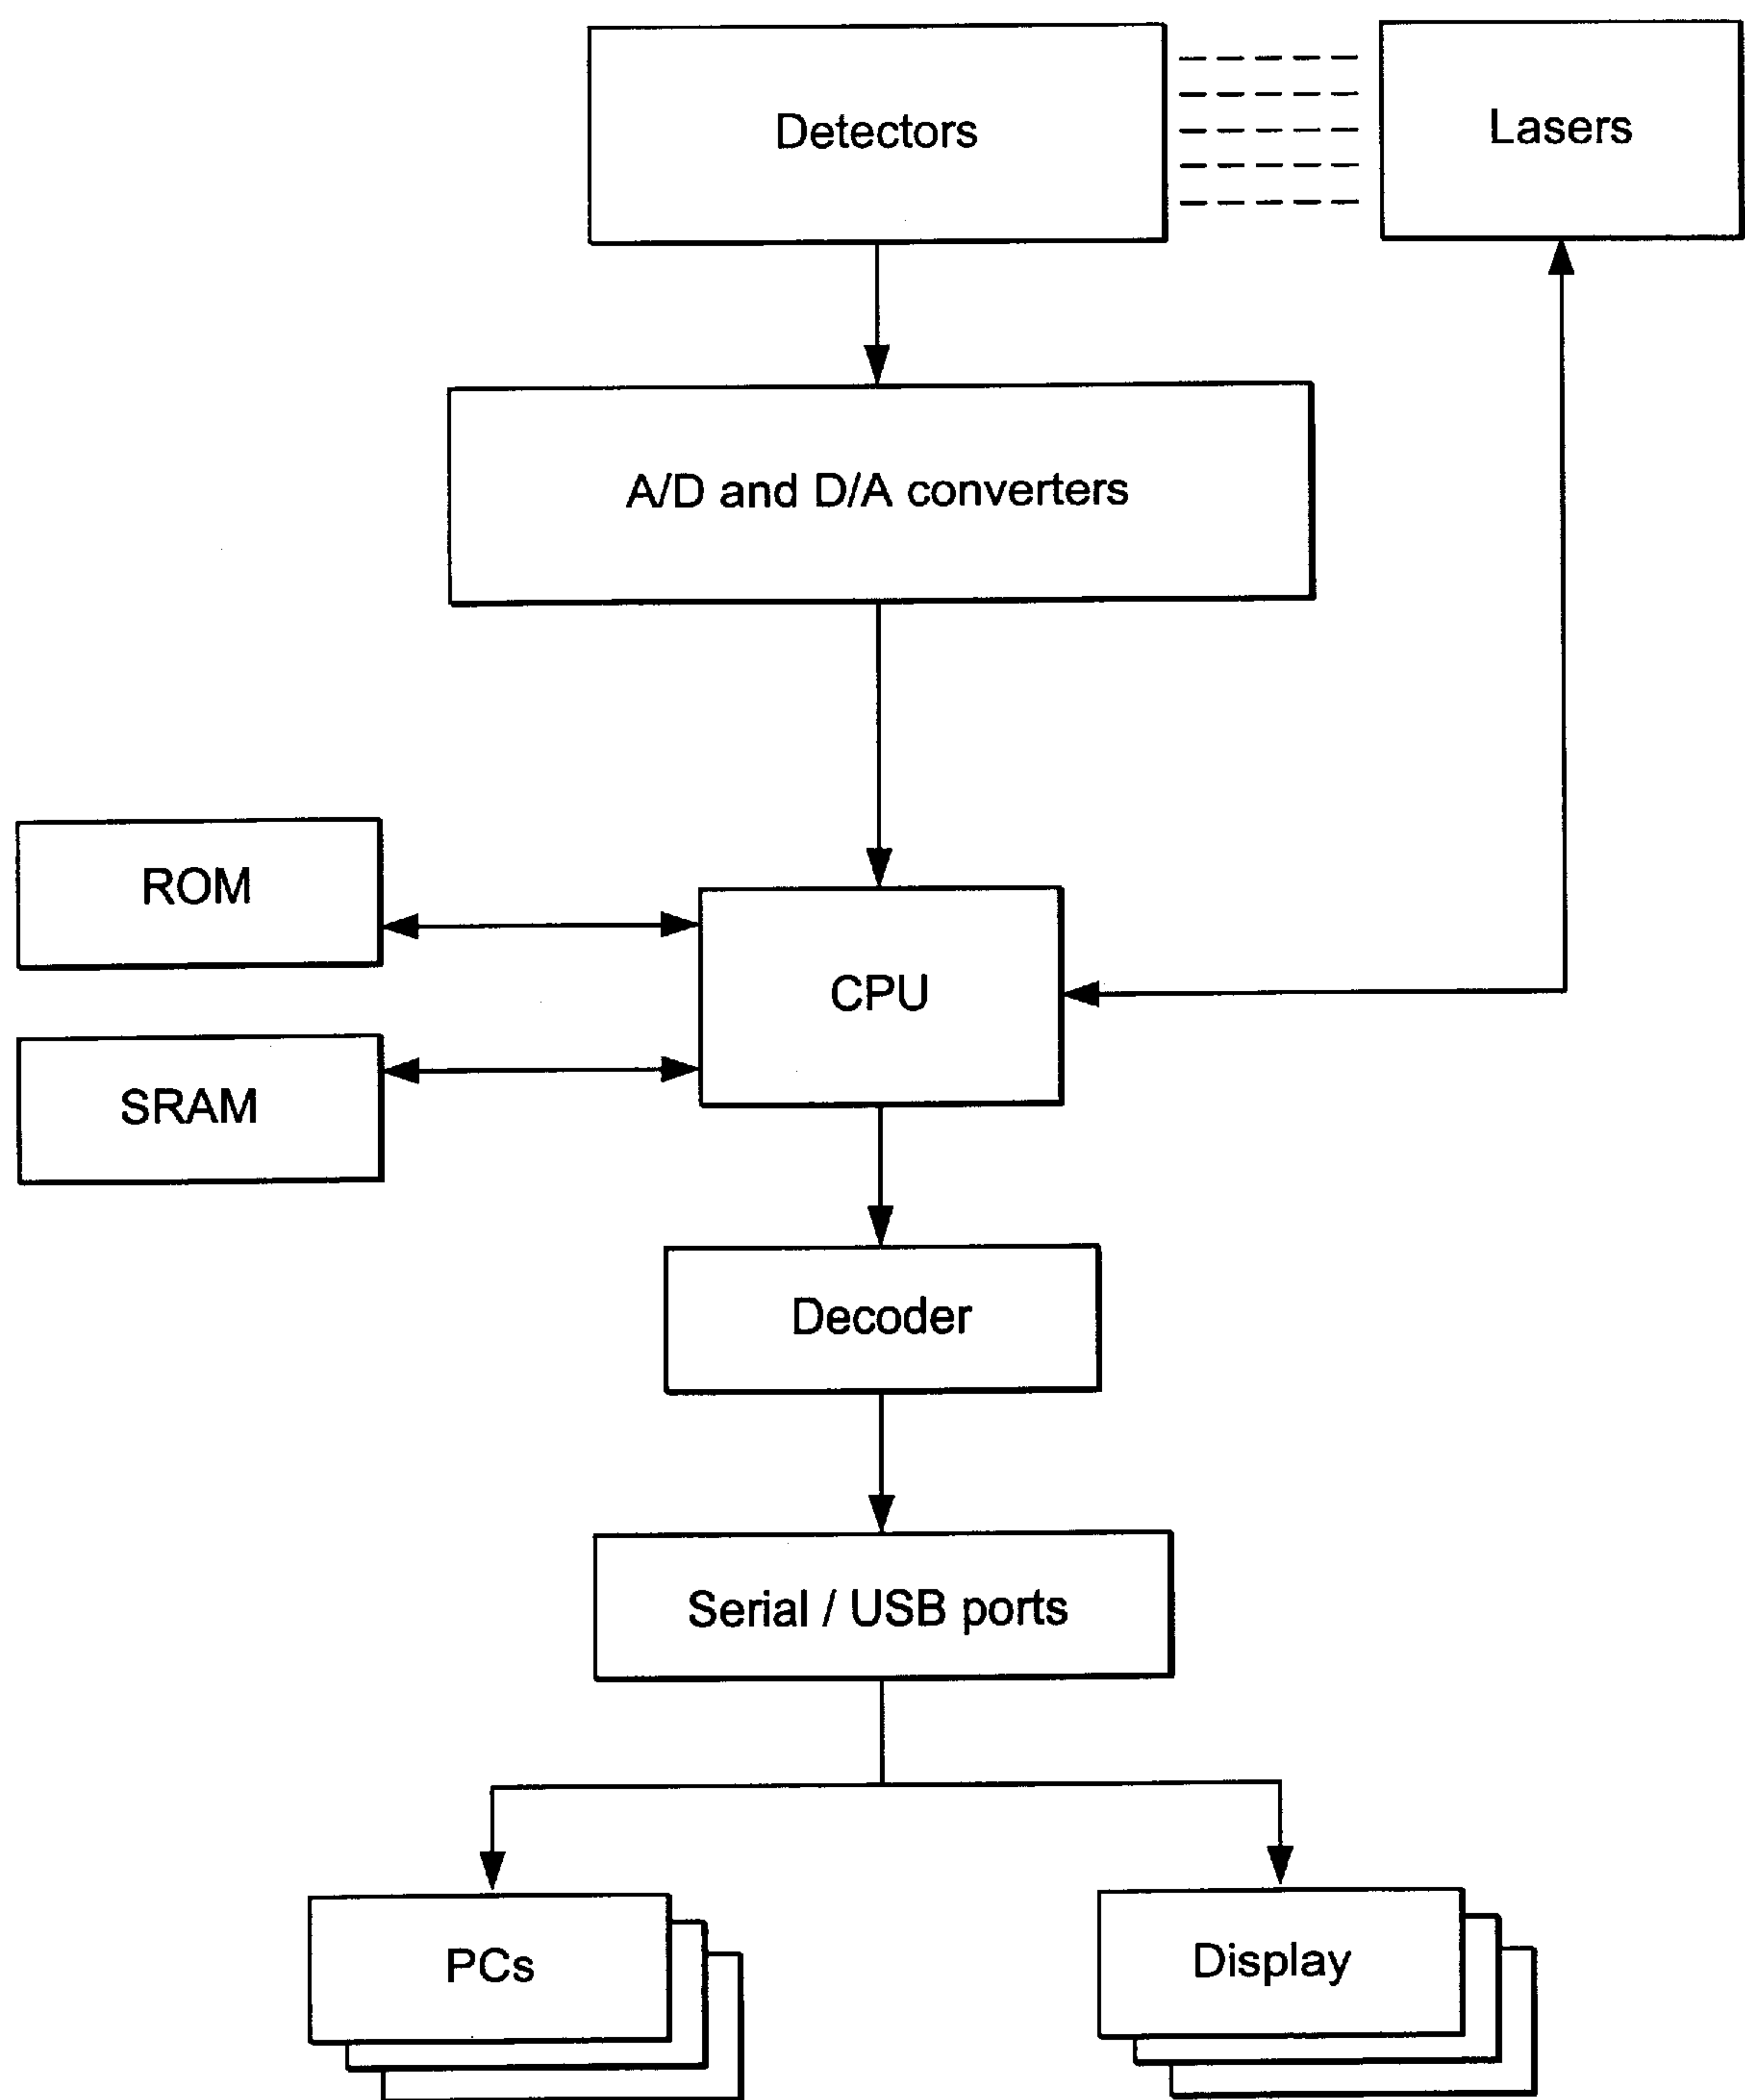 Detectors
Lasers
A/D and D/A converters
ROM
CPU
SRAM
Decoder
Serial / USB ports
PCs
Display